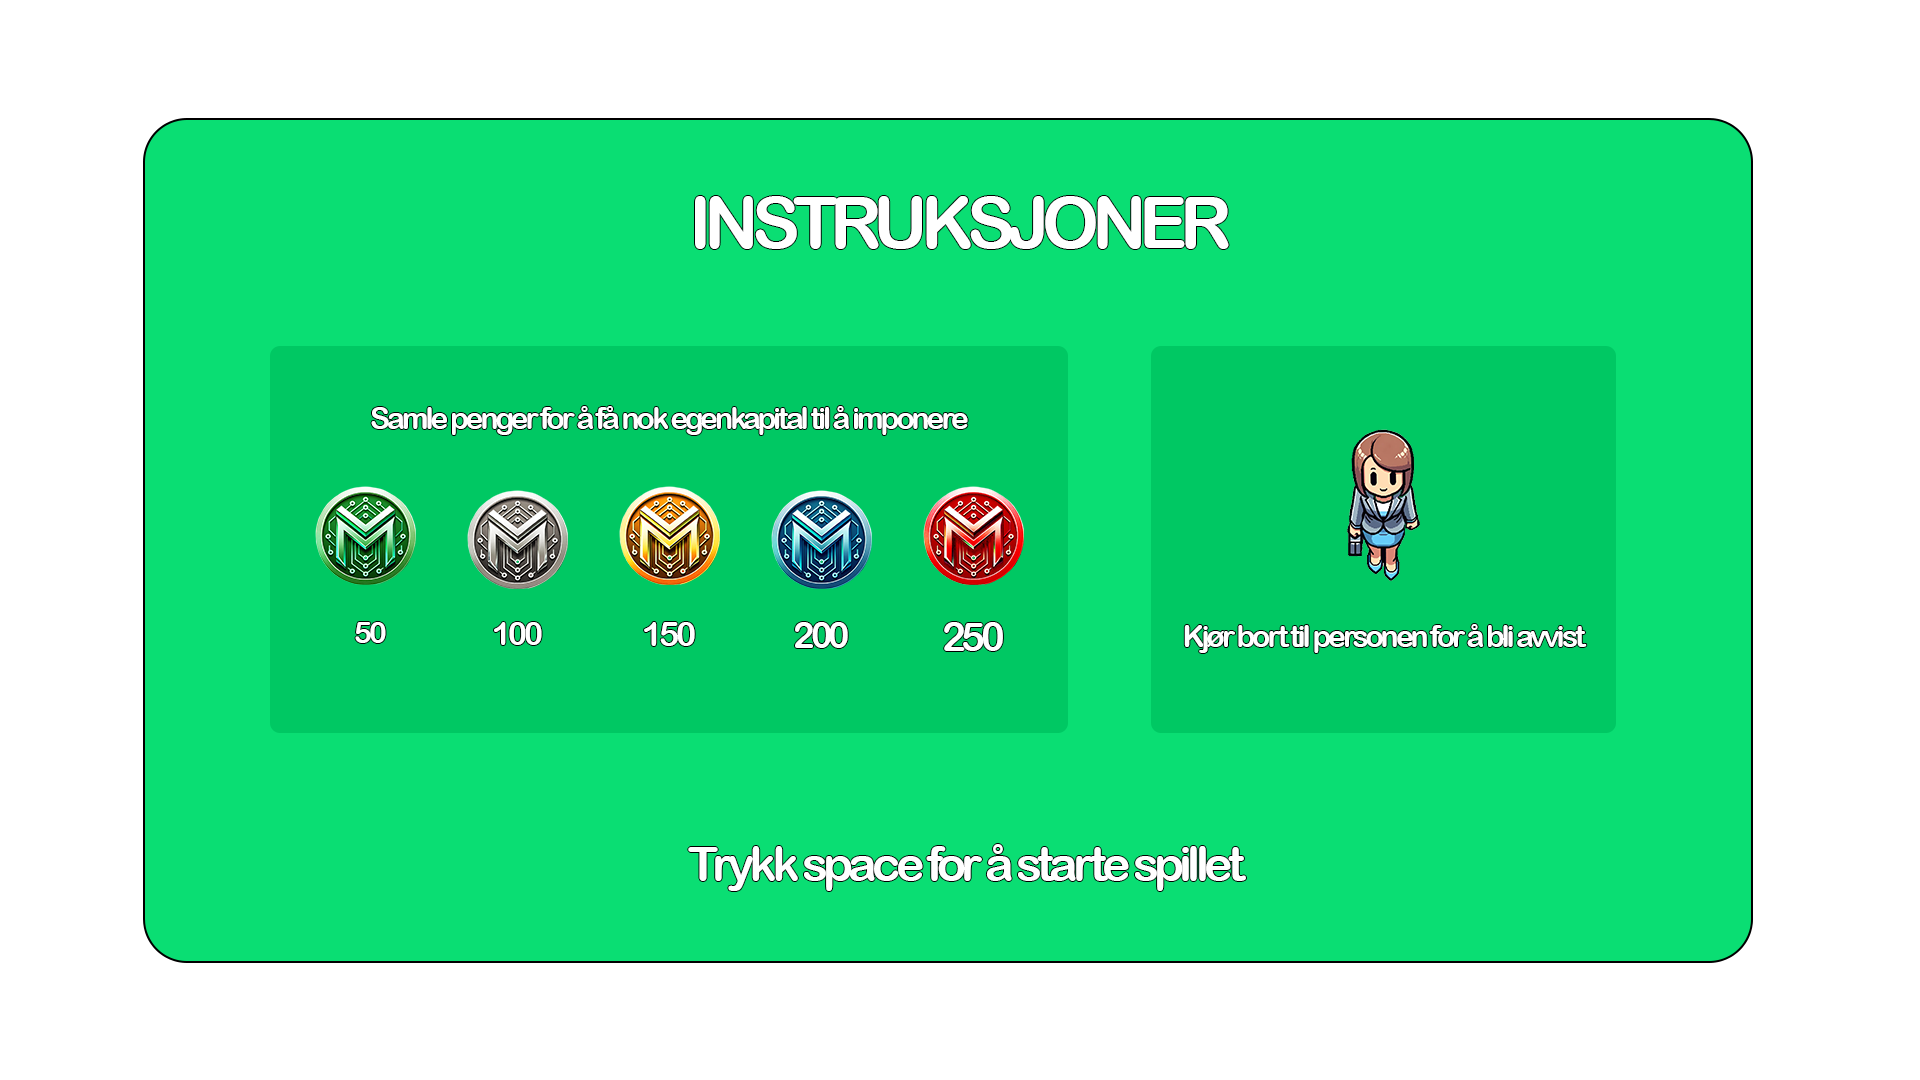 INSTRUKSJONER
Samle penger for å få nok egenkapital til å imponere
50 100 150 200 250
Kjør bort til personen for å bli avvist
Trykk space for å starte spillet